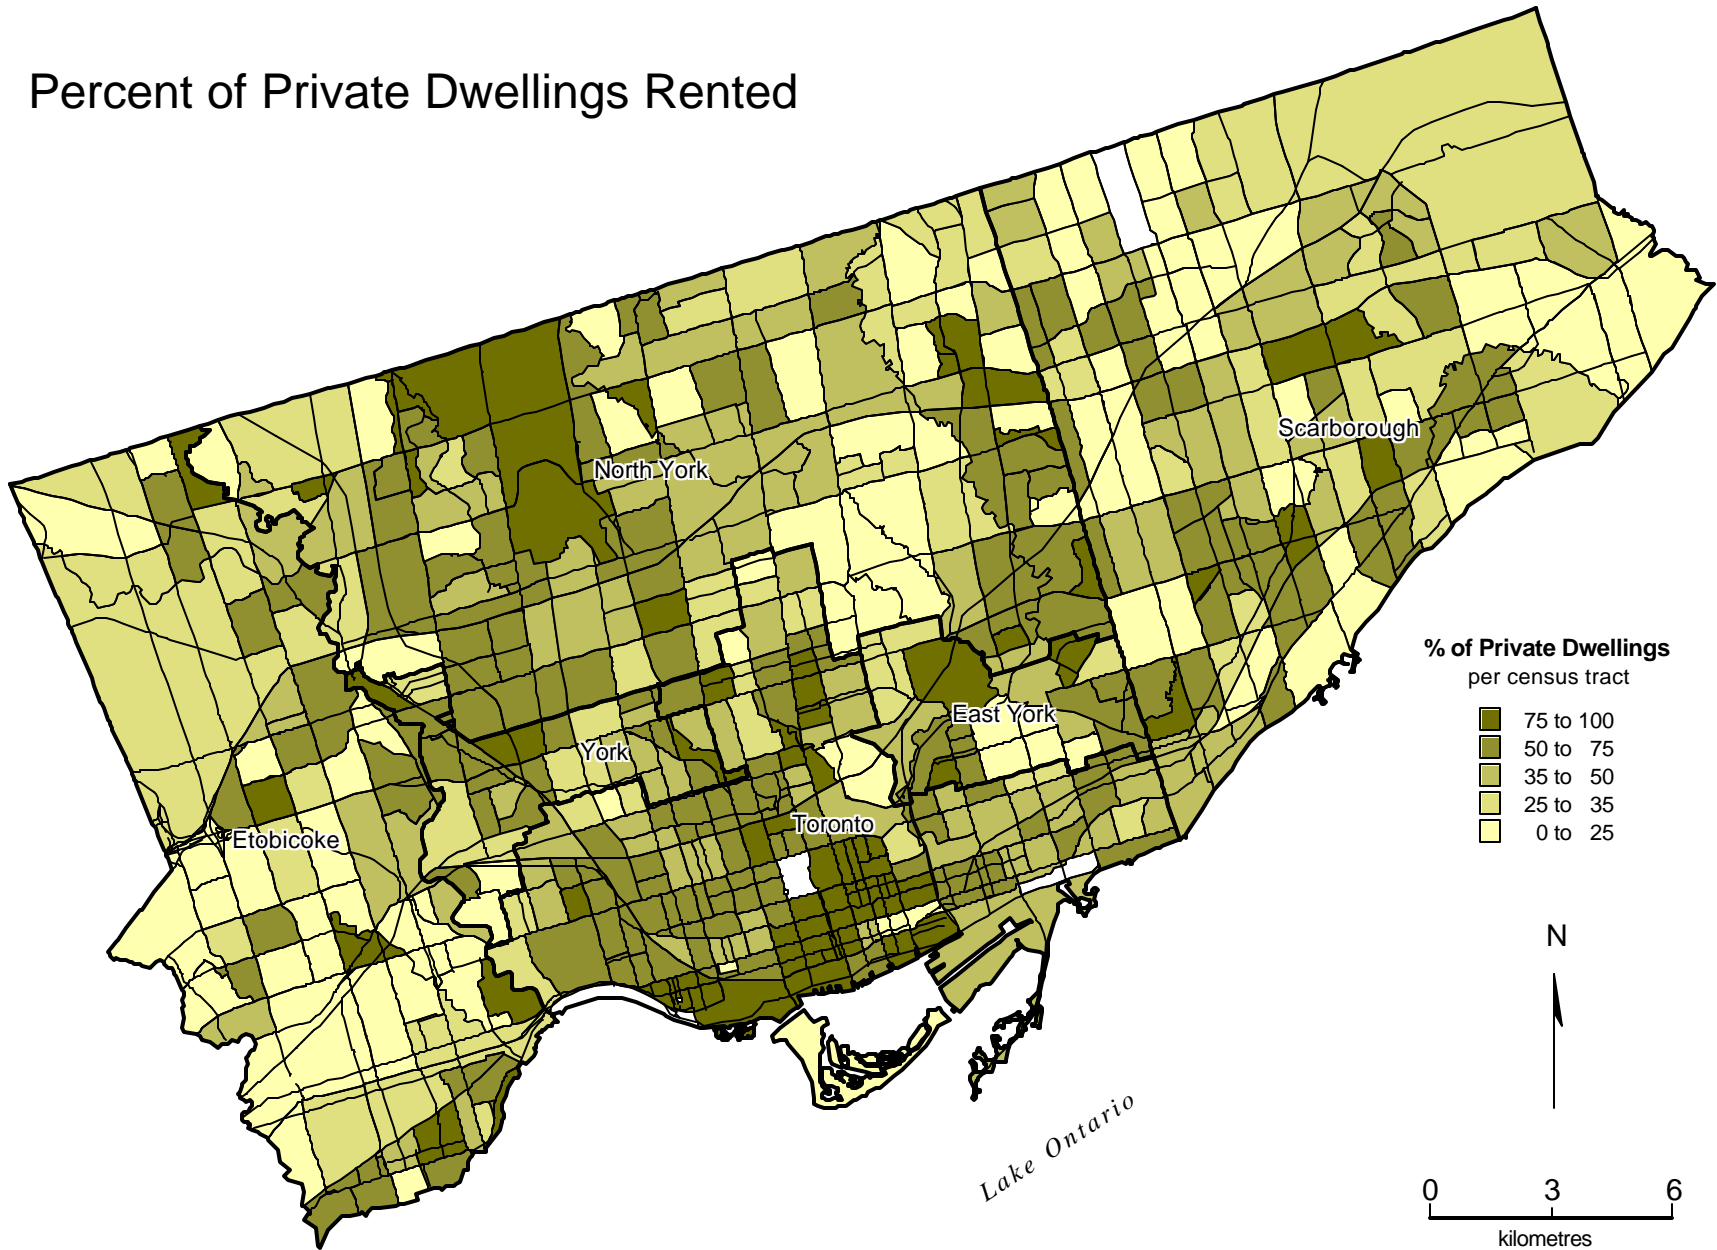 Percent of Private Dwellings Rented
Scarborough
North York
East York
York
Toronto
Etobicoke
% of Private Dwellings
per census tract
75 to 100
50 to 75
35 to 50
25 to 35
0 to 25
N
Lake Ontario
0 3 6
kilometres